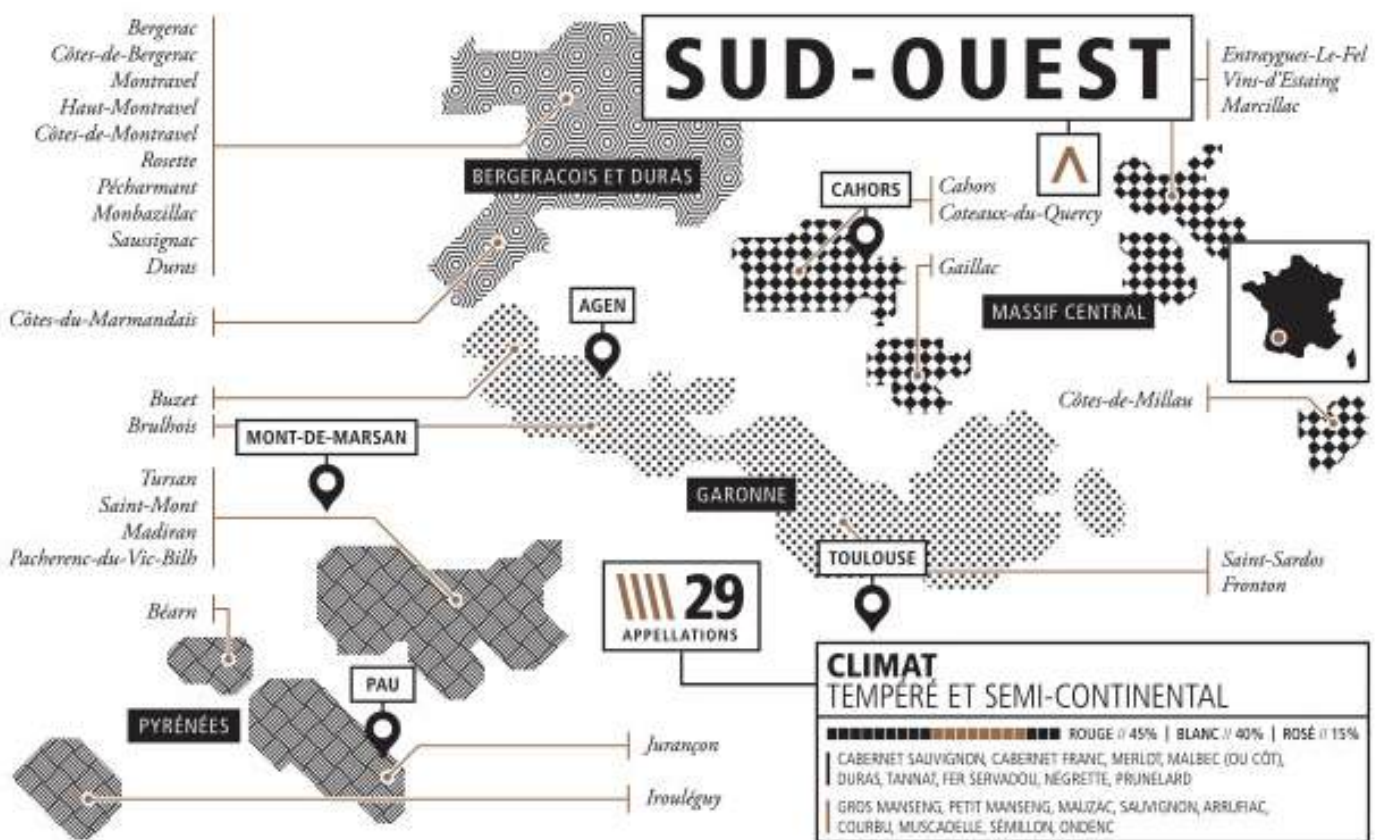 SUD-OUEST
Bergerac
Côtes-de-Bergerac
Montravel
Haut-Montravel
Côtes-de-Montravel
Rosette
Pécharmant
Monbazillac
Saussignac
Duras
BERGERACOIS ET DURAS
Côtes-du-Marmandais
Entraygues-Le-Fel
Vins-d'Estaing
Marcillac
CAHORS
Cahors
Coteaux-du-Quercy
Gaillac
MASSIF CENTRAL
AGEN
Buzet
Brulhois
MONT-DE-MARSAN
Côtes-de-Millau
GARONNE
Tursan
Saint-Mont
Madiran
Pacherenc-du-Vic-Bilh
TOULOUSE
Saint-Sardos
Fronton
29
APPELLATIONS
Béarn
PAU
PYRÉNÉES
Jurançon
Irouléguy
CLIMAT
TEMPÉRÉ ET SEMI-CONTINENTAL
ROUGE // 45% | BLANC // 40% | ROSÉ // 15%
CABERNET SAUVIGNON, CABERNET FRANC, MERLOT, MALBEC (OU CÔT),
DURAS, TANNAT, FER SERVADOU, NÉGRETTE, PRUNELARD
GROS MANSENG, PETIT MANSENG, MAUZAC, SAUVIGNON, ARRUFIAC,
COURBU, MUSCADELLE, SÉMILLON, ONDENC